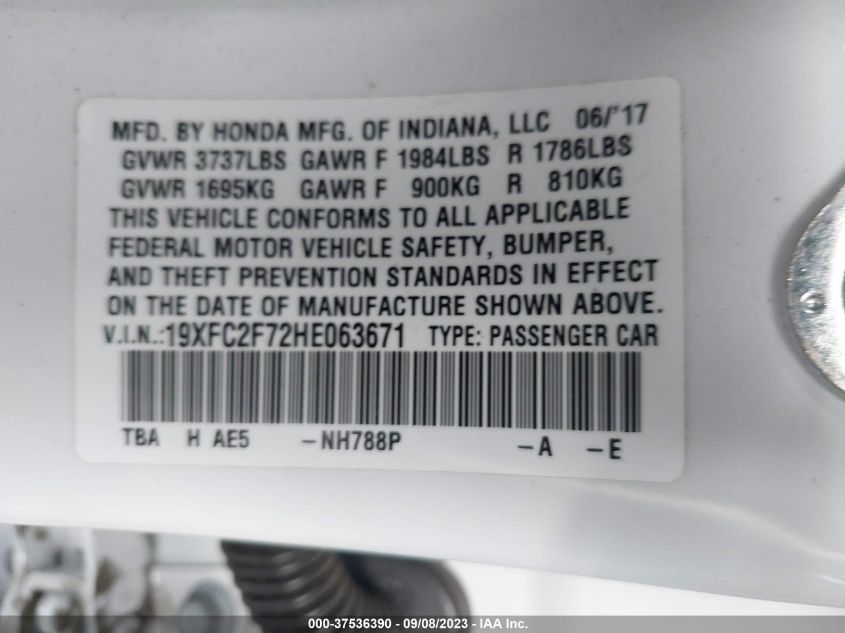 MFD. BY HONDA MFG. OF INDIANA, LLC 06/'17
GVWR 3737LBS GAWR F 1984LBS R 1786LBS
GVWR 1695KG GAWR F 900KG R 810KG
THIS VEHICLE CONFORMS TO ALL APPLICABLE
FEDERAL MOTOR VEHICLE SAFETY, BUMPER,
AND THEFT PREVENTION STANDARDS IN EFFECT
ON THE DATE OF MANUFACTURE SHOWN ABOVE.
V.I.N.:19XFC2F72HE063671 TYPE: PASSENGER CAR
TBA H AE5 -NH788P -A -E
000-37536390 - 09/08/2023 - IAA Inc.